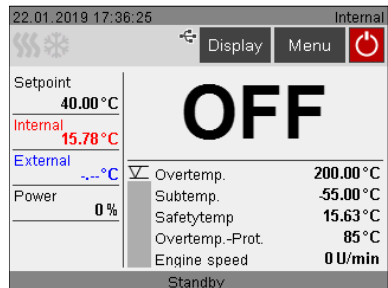 22.01.2019 17:36:25 Internal
Display Menu
Setpoint
40.00°C
Internal
15.78°C
External
-.--°C
Power
0%
OFF
Overtemp. 200.00°C
Subtemp. -55.00°C
Safetytemp 15.63°C
Overtemp.-Prot. 85°C
Engine speed 0 U/min
Standby